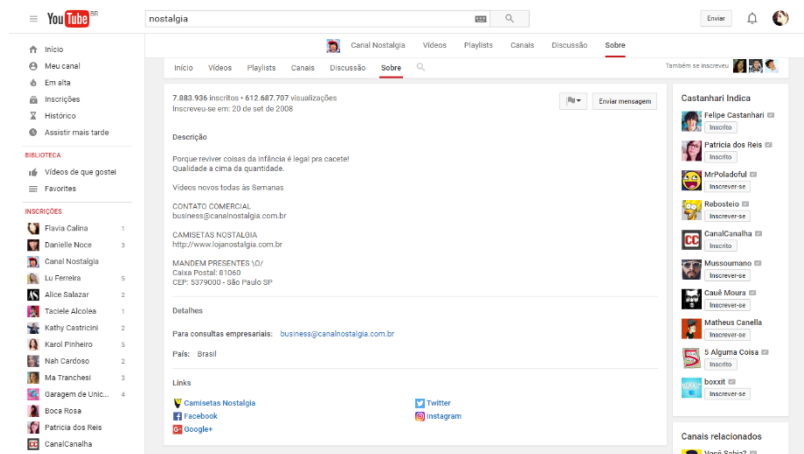 YouTube BR
nostalgia
Enviar
Início
Meu canal
Em alta
Inscrições
Histórico
Assistir mais tarde
BIBLIOTECA
Vídeos de que gostei
Favorites
INSCRIÇÕES
Flavia Calina 1
Danielle Noce 3
Canal Nostalgia
Lu Ferreira 5
Alice Salazar 2
Taciele Alcolea 1
Kathy Castricini 2
Karol Pinheiro 5
Nah Cardoso 2
Ma Tranchesi 3
Garagem de Unic... 4
Boca Rosa
Patricia dos Reis
CanalCanalha
Canal Nostalgia Vídeos Playlists Canais Discussão Sobre
Início Vídeos Playlists Canais Discussão Sobre
Também se inscreveu
7.883.936 inscritos • 612.687.707 visualizações
Inscreveu-se em: 20 de set de 2008
Enviar mensagem
Descrição
Porque reviver coisas da infância é legal pra cacete!
Qualidade a cima da quantidade.
Vídeos novos todas às Semanas
CONTATO COMERCIAL
business@canalnostalgia.com.br
CAMISETAS NOSTALGIA
http://www.lojanostalgia.com.br
MANDEM PRESENTES \O/
Caixa Postal: 81060
CEP: 5379000 - São Paulo SP
Detalhes
Para consultas empresariais: business@canalnostalgia.com.br
País: Brasil
Links
Camisetas Nostalgia
Twitter
Facebook
Instagram
Google+
Castanhari Indica
Felipe Castanhari
Inscrito
Patricia dos Reis
Inscrito
MrPoladoful
Inscrever-se
Rebosteio
Inscrever-se
CanalCanalha
Inscrito
Mussoumano
Inscrever-se
Cauê Moura
Inscrever-se
Matheus Canella
Inscrever-se
5 Alguma Coisa
Inscrito
boxxit
Inscrever-se
Canais relacionados
Você Sabia?